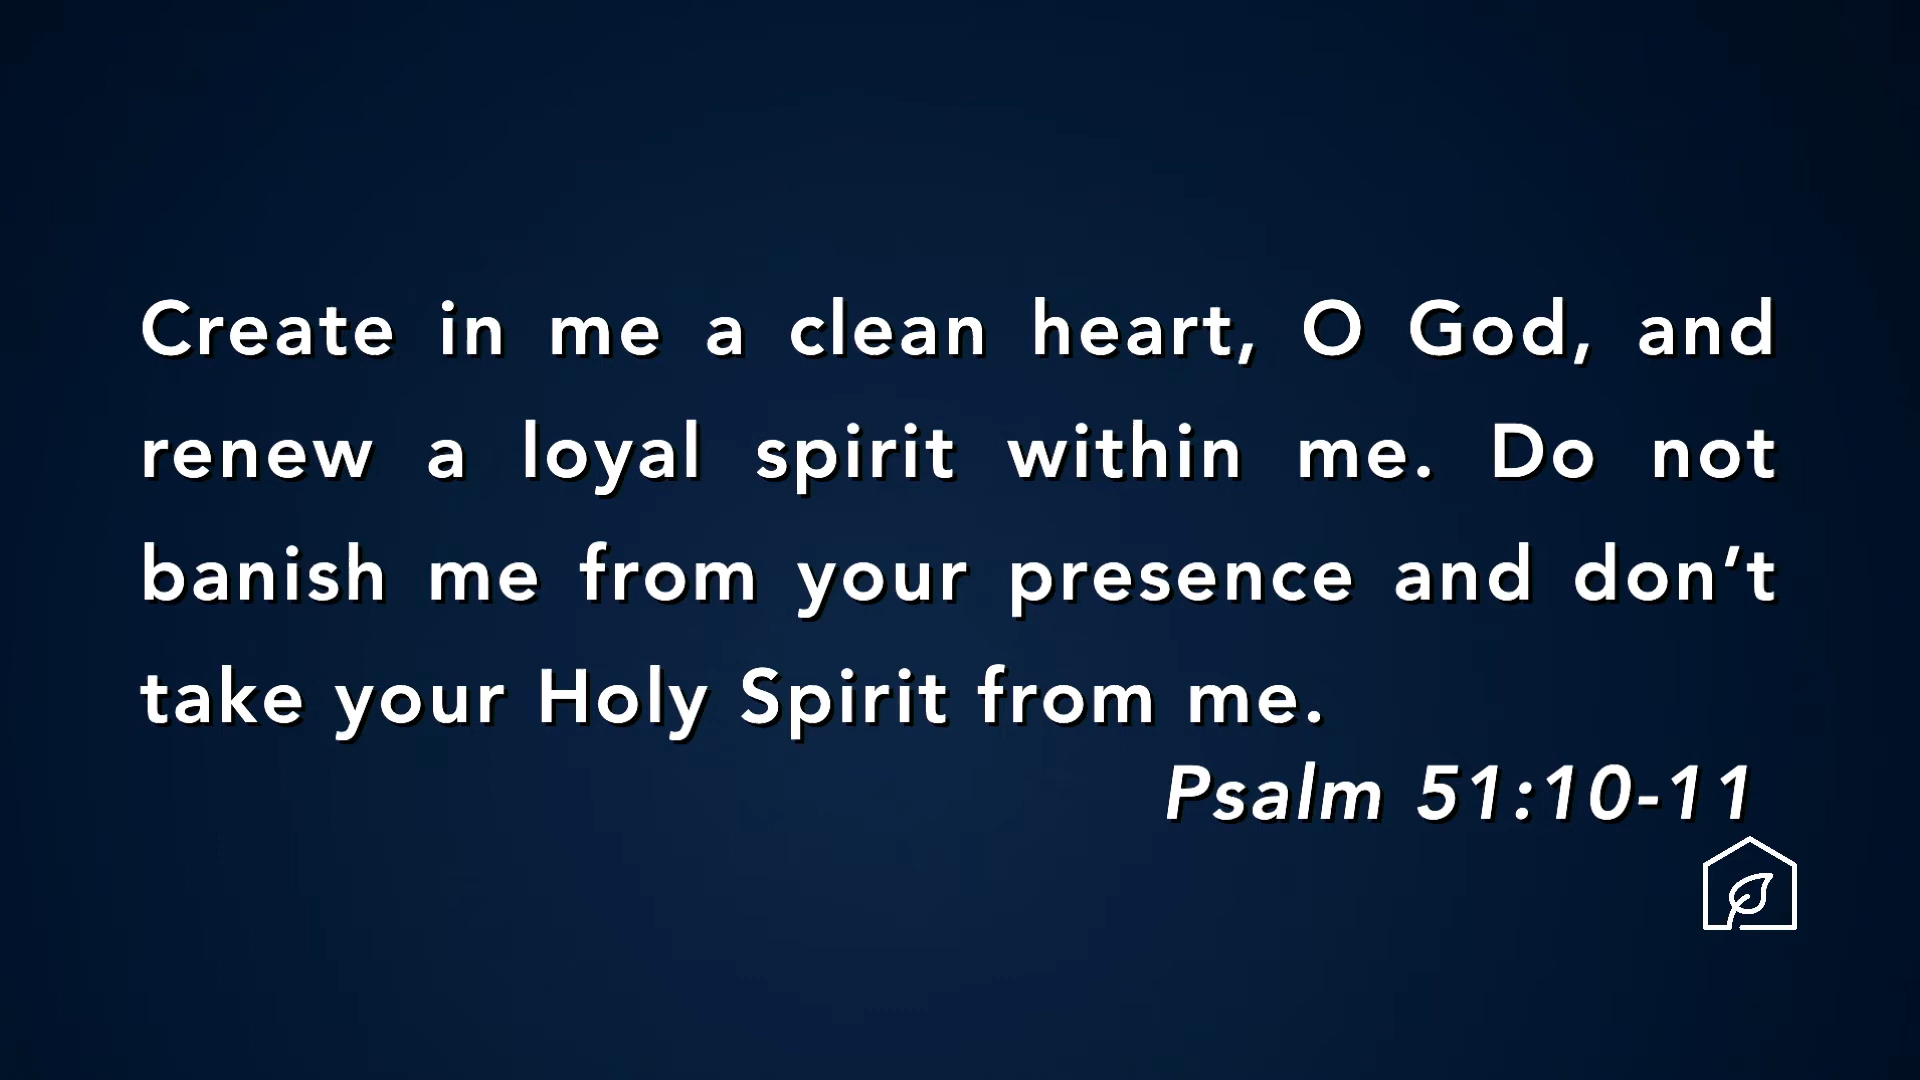 Create in me a clean heart, O God, and
renew a loyal spirit within me. Do not
banish me from your presence and don’t
take your Holy Spirit from me.
Psalm 51:10-11